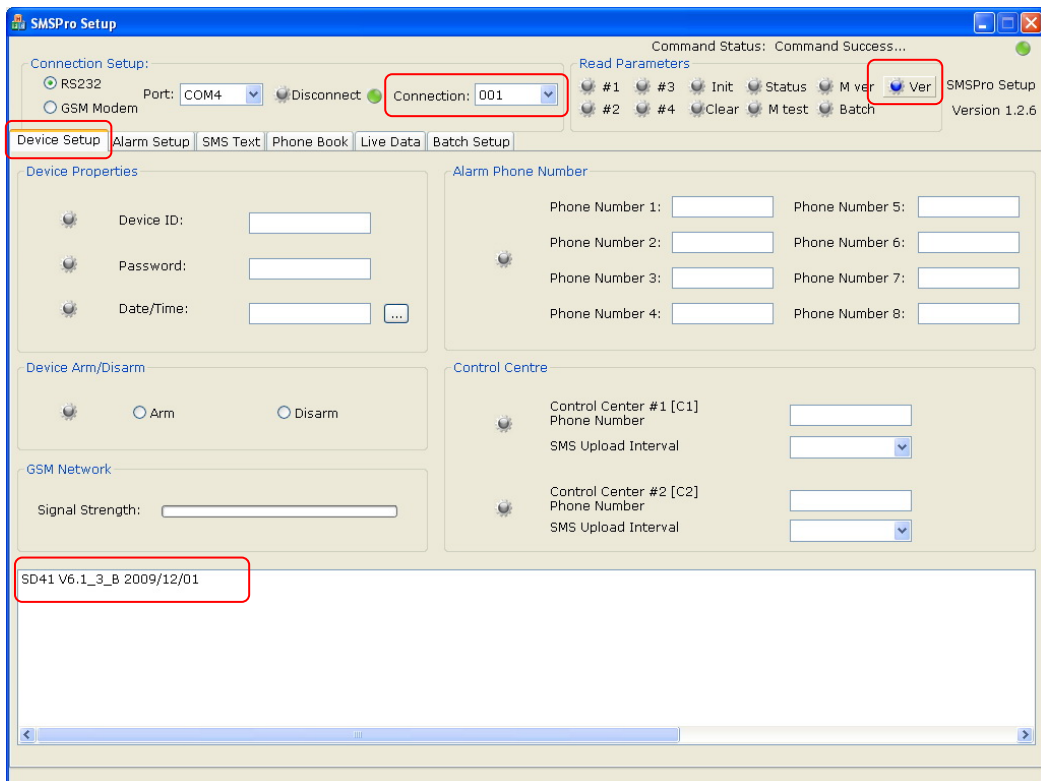 SMSPro Setup
Command Status: Command Success...
Connection Setup:
RS232
GSM Modem
Port: COM4
Disconnect
Connection: 001
Read Parameters
#1 #3 Init Status M ver Ver
#2 #4 Clear M test Batch
SMSPro Setup
Version 1.2.6
Device Setup Alarm Setup SMS Text Phone Book Live Data Batch Setup
Device Properties
Device ID:
Password:
Date/Time:
...
Alarm Phone Number
Phone Number 1: Phone Number 5:
Phone Number 2: Phone Number 6:
Phone Number 3: Phone Number 7:
Phone Number 4: Phone Number 8:
Device Arm/Disarm
Arm Disarm
GSM Network
Signal Strength:
Control Centre
Control Center #1 [C1]
Phone Number
SMS Upload Interval
Control Center #2 [C2]
Phone Number
SMS Upload Interval
SD41 V6.1_3_B 2009/12/01